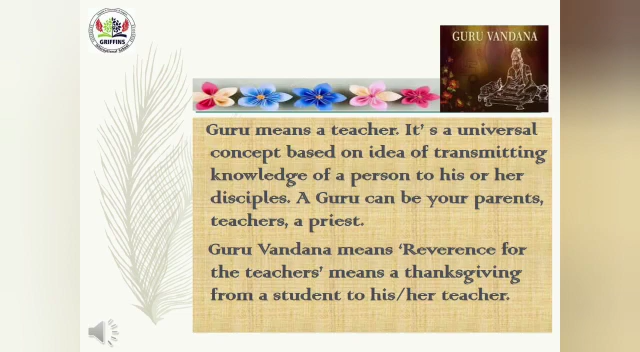 GRIFFINS
International School
GURU VANDANA
Guru means a teacher. It' s a universal
concept based on idea of transmitting
knowledge of a person to his or her
disciples. A Guru can be your parents,
teachers, a priest.
Guru Vandana means ‘Reverence for
the teachers’ means a thanksgiving
from a student to his/her teacher.